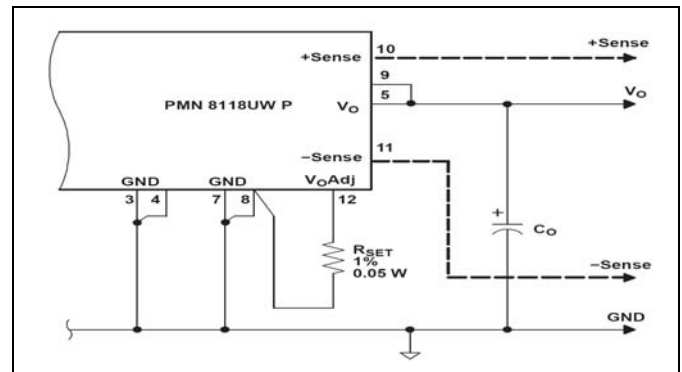 +Sense
10
+Sense
9
5
Vo
Vo
PMN 8118UW P
11
−Sense
GND
GND
VoAdj
3
4
7
8
12
+
Co
RSET
1%
0.05 W
−Sense
GND